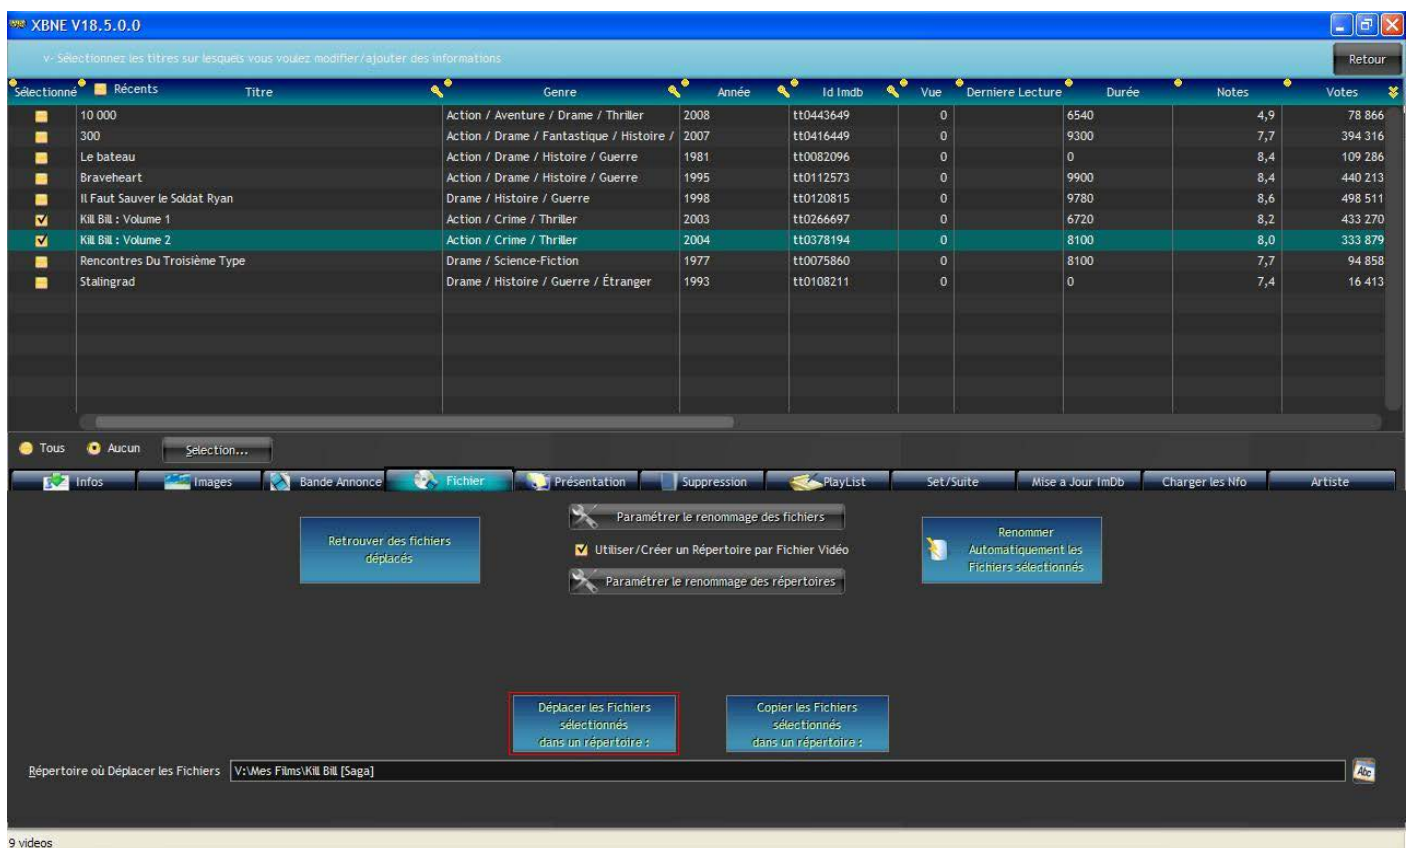 XBNE V18.5.0.0
v- Sélectionnez les titres sur lesquels vous voulez modifier/ajouter des informations
Retour
Sélectionné Récents Titre Genre Année Id Imdb Vue Derniere Lecture Durée Notes Votes
10 000 Action / Aventure / Drame / Thriller 2008 tt0443649 0 6540 4,9 78 866
300 Action / Drame / Fantastique / Histoire / 2007 tt0416449 0 9300 7,7 394 316
Le bateau Action / Drame / Histoire / Guerre 1981 tt0082096 0 0 8,4 109 286
Braveheart Action / Drame / Histoire / Guerre 1995 tt0112573 0 9900 8,4 440 213
Il Faut Sauver le Soldat Ryan Drame / Histoire / Guerre 1998 tt0120815 0 9780 8,6 498 511
Kill Bill : Volume 1 Action / Crime / Thriller 2003 tt0266697 0 6720 8,2 433 270
Kill Bill : Volume 2 Action / Crime / Thriller 2004 tt0378194 0 8100 8,0 333 879
Rencontres Du Troisième Type Drame / Science-Fiction 1977 tt0075860 0 8100 7,7 94 858
Stalingrad Drame / Histoire / Guerre / Étranger 1993 tt0108211 0 0 7,4 16 413
Tous Aucun Selection...
Infos Images Bande Annonce Fichier Présentation Suppression PlayList Set/Suite Mise a Jour ImDb Charger les Nfo Artiste
Retrouver des fichiers
déplacés
Paramétrer le renommage des fichiers
Utiliser/Créer un Répertoire par Fichier Vidéo
Paramétrer le renommage des répertoires
Renommer
Automatiquement les
Fichiers sélectionnés
Déplacer les Fichiers
sélectionnés
dans un répertoire :
Copier les Fichiers
sélectionnés
dans un répertoire :
Répertoire où Déplacer les Fichiers V:\Mes Films\Kill Bill [Saga]
Abc
9 videos